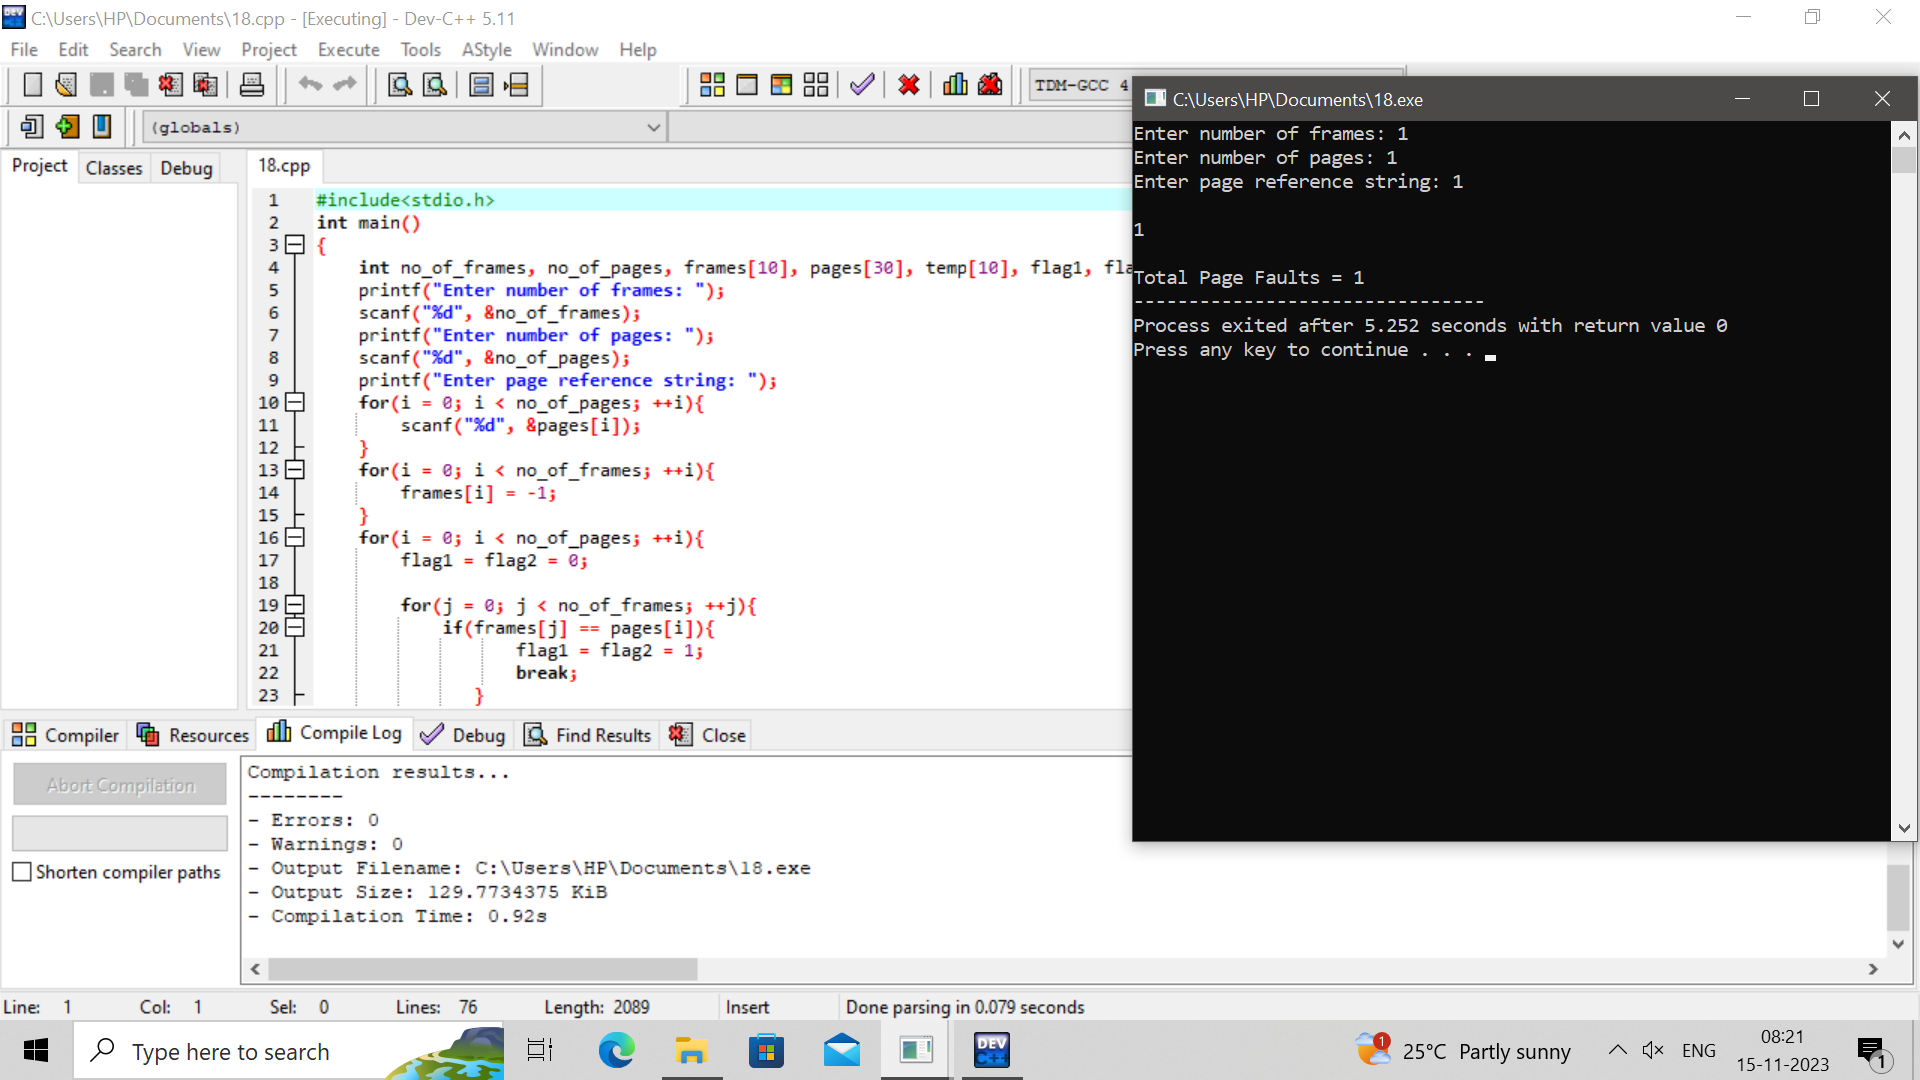 C:\Users\HP\Documents\18.cpp - [Executing] - Dev-C++ 5.11
File Edit Search View Project Execute Tools AStyle Window Help
TDM-GCC 4
(globals)
Project Classes Debug
18.cpp
1 #include<stdio.h>
2 int main()
3 {
4 int no_of_frames, no_of_pages, frames[10], pages[30], temp[10], flag1, fla
5 printf("Enter number of frames: ");
6 scanf("%d", &no_of_frames);
7 printf("Enter number of pages: ");
8 scanf("%d", &no_of_pages);
9 printf("Enter page reference string: ");
10 for(i = 0; i < no_of_pages; ++i){
11 scanf("%d", &pages[i]);
12 }
13 for(i = 0; i < no_of_frames; ++i){
14 frames[i] = -1;
15 }
16 for(i = 0; i < no_of_pages; ++i){
17 flag1 = flag2 = 0;
18
19 for(j = 0; j < no_of_frames; ++j){
20 if(frames[j] == pages[i]){
21 flag1 = flag2 = 1;
22 break;
23 }
C:\Users\HP\Documents\18.exe
Enter number of frames: 1
Enter number of pages: 1
Enter page reference string: 1
1
Total Page Faults = 1
--------------------------------
Process exited after 5.252 seconds with return value 0
Press any key to continue . . .
Compiler Resources Compile Log Debug Find Results Close
Abort Compilation
Shorten compiler paths
Compilation results...
--------
- Errors: 0
- Warnings: 0
- Output Filename: C:\Users\HP\Documents\18.exe
- Output Size: 129.7734375 KiB
- Compilation Time: 0.92s
Line: 1 Col: 1 Sel: 0 Lines: 76 Length: 2089 Insert Done parsing in 0.079 seconds
Type here to search
DEV C++
1
25°C Partly sunny
ENG
08:21
15-11-2023
1